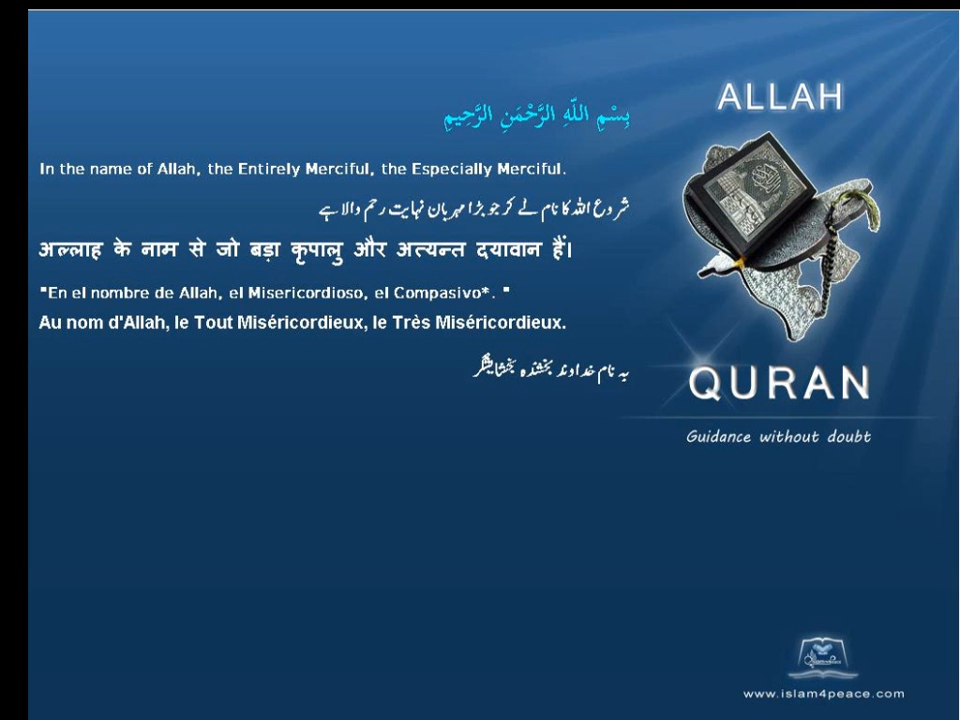 بِسْمِ اللَّهِ الرَّحْمَنِ الرَّحِيمِ
In the name of Allah, the Entirely Merciful, the Especially Merciful.
شروع اللہ کا نام لے کر جو بڑا مہربان نہایت رحم والا ہے
अल्लाह के नाम से जो बड़ा कृपालु और अत्यन्त दयावान हैं।
"En el nombre de Allah, el Misericordioso, el Compasivo*. "
Au nom d'Allah, le Tout Miséricordieux, le Très Miséricordieux.
به نام خداوند بخشنده بخشایشگر
ALLAH
QURAN
Guidance without doubt
www.islam4peace.com